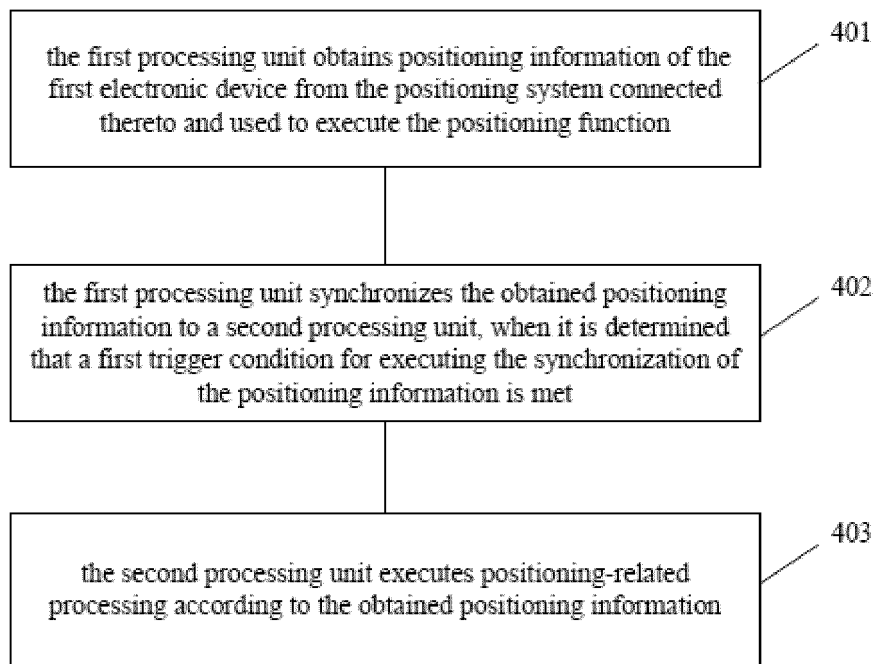 401
the first processing unit obtains positioning information of the
first electronic device from the positioning system connected
thereto and used to execute the positioning function
402
the first processing unit synchronizes the obtained positioning
information to a second processing unit, when it is determined
that a first trigger condition for executing the synchronization of
the positioning information is met
403
the second processing unit executes positioning-related
processing according to the obtained positioning information